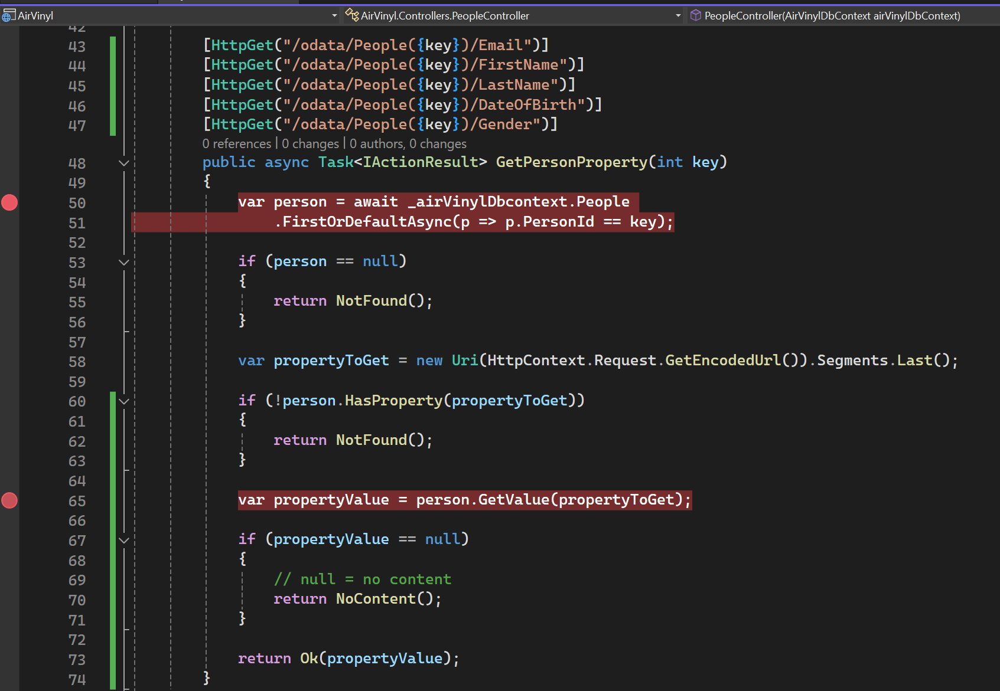 AirVinyl AirVinyl.Controllers.PeopleController PeopleController(AirVinylDbContext airVinylDbContext)
42
43 [HttpGet("/odata/People({key})/Email")]
44 [HttpGet("/odata/People({key})/FirstName")]
45 [HttpGet("/odata/People({key})/LastName")]
46 [HttpGet("/odata/People({key})/DateOfBirth")]
47 [HttpGet("/odata/People({key})/Gender")]
0 references | 0 changes | 0 authors, 0 changes
48 public async Task<IActionResult> GetPersonProperty(int key)
49 {
50 var person = await _airVinylDbcontext.People
51 .FirstOrDefaultAsync(p => p.PersonId == key);
52
53 if (person == null)
54 {
55 return NotFound();
56 }
57
58 var propertyToGet = new Uri(HttpContext.Request.GetEncodedUrl()).Segments.Last();
59
60 if (!person.HasProperty(propertyToGet))
61 {
62 return NotFound();
63 }
64
65 var propertyValue = person.GetValue(propertyToGet);
66
67 if (propertyValue == null)
68 {
69 // null = no content
70 return NoContent();
71 }
72
73 return Ok(propertyValue);
74 }